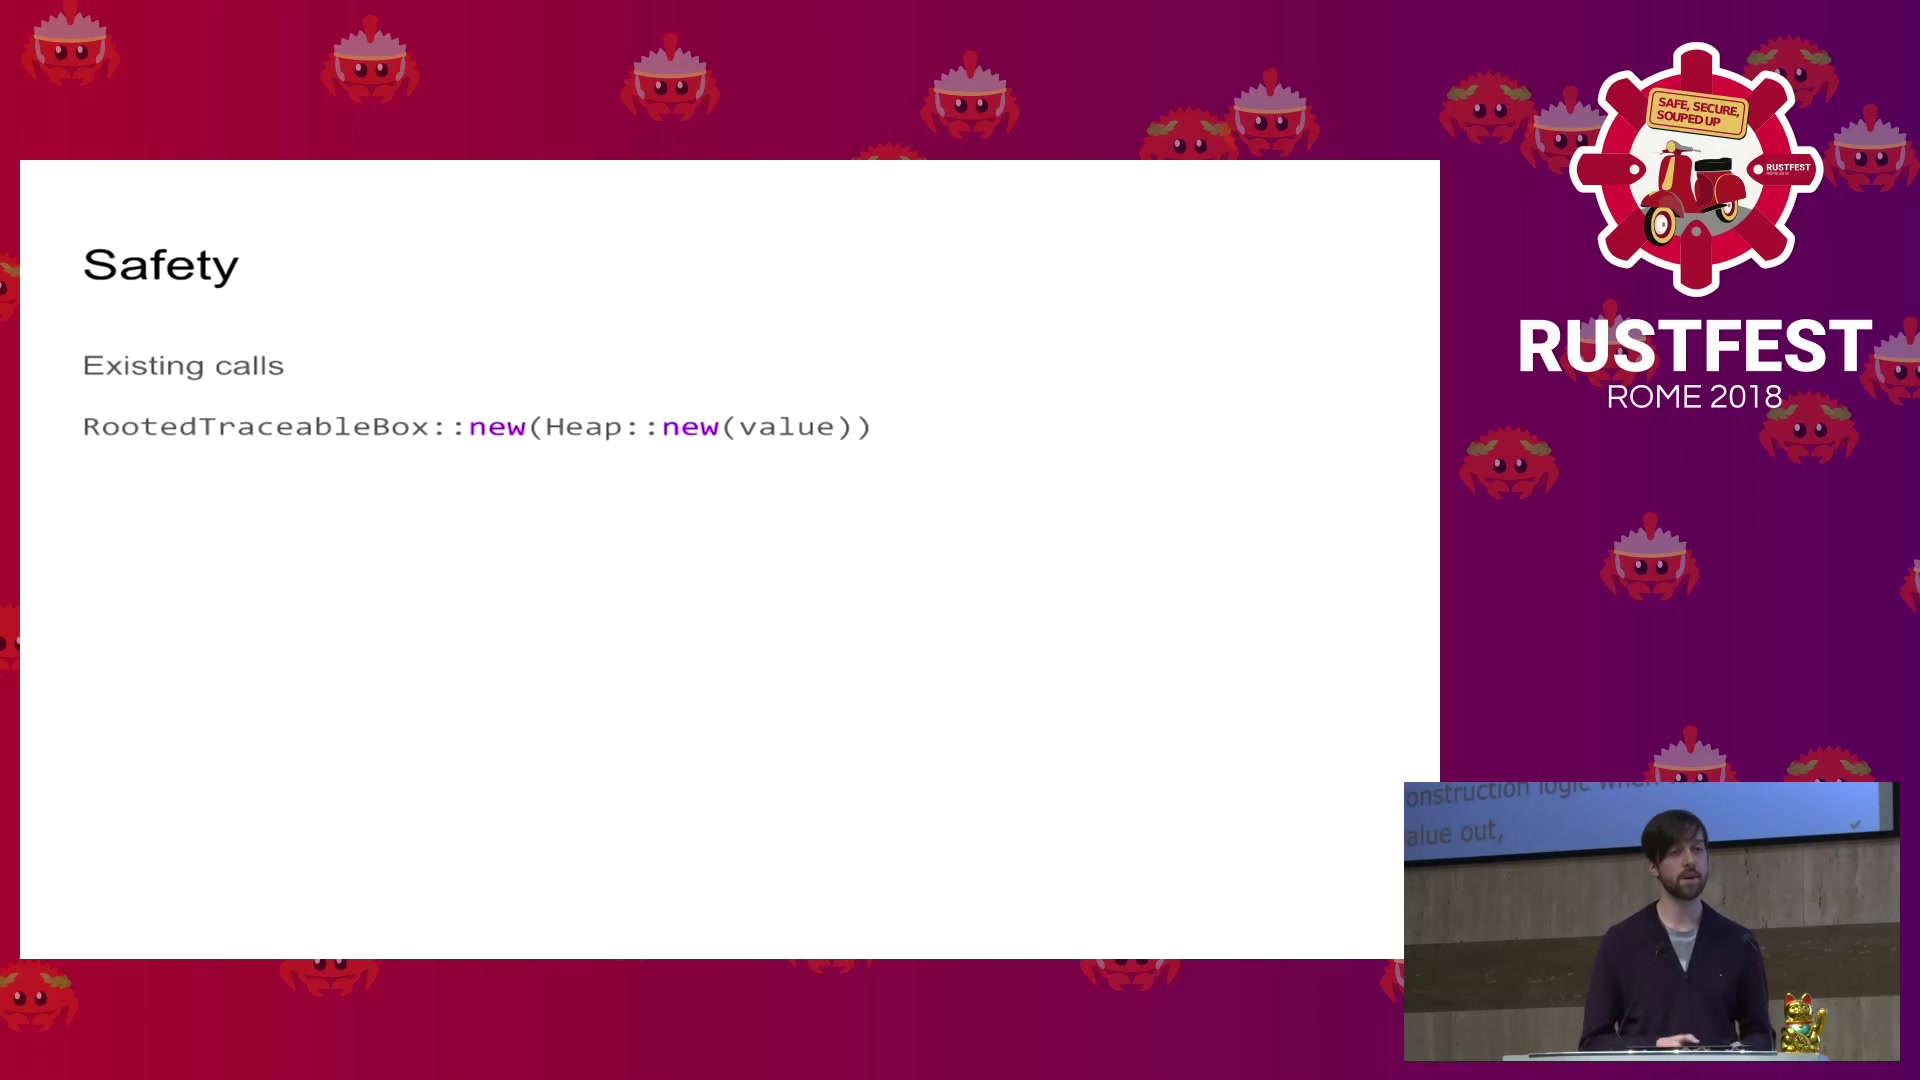 Safety
Existing calls
RootedTraceableBox::new(Heap::new(value))
SAFE, SECURE,
SOUPED UP
RUSTFEST
RUSTFEST
ROME 2018
onstruction logic when
alue out,